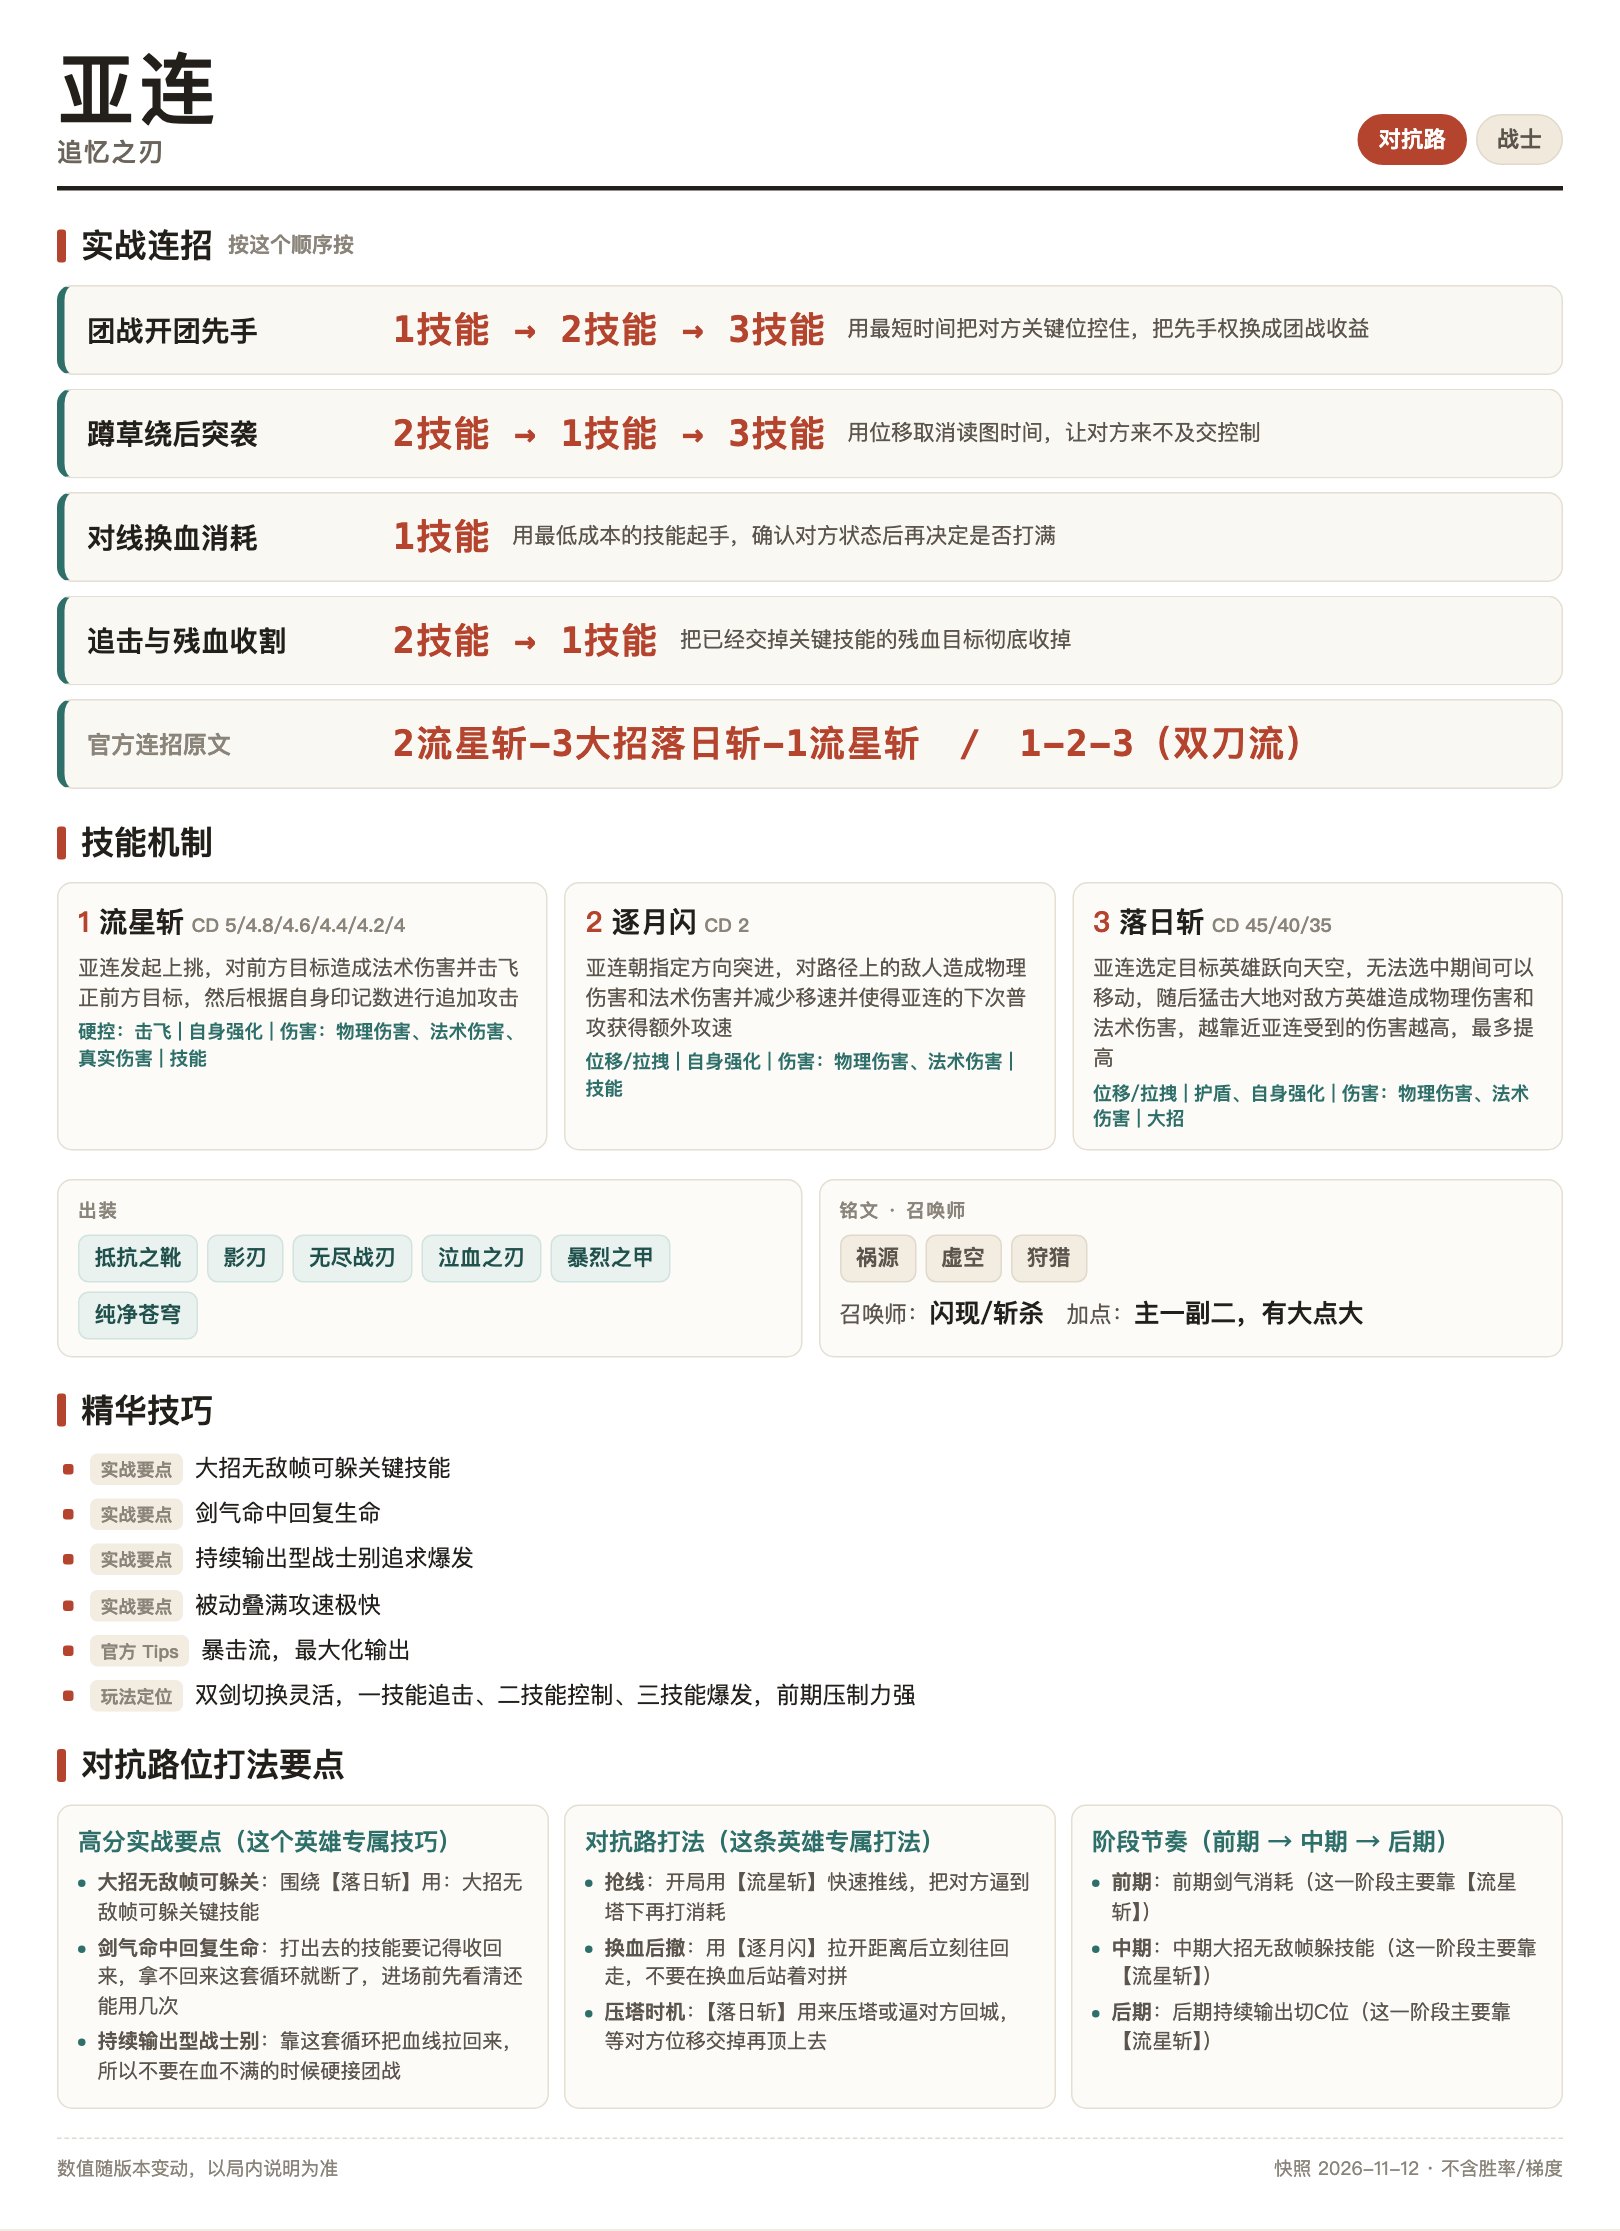 亚连
追忆之刃
对抗路 战士
实战连招 按这个顺序按
团战开团先手 1技能 → 2技能 → 3技能 用最短时间把对方关键位控住，把先手权换成团战收益
蹲草绕后突袭 2技能 → 1技能 → 3技能 用位移取消读图时间，让对方来不及交控制
对线换血消耗 1技能 用最低成本的技能起手，确认对方状态后再决定是否打满
追击与残血收割 2技能 → 1技能 把已经交掉关键技能的残血目标彻底收掉
官方连招原文 2流星斩-3大招落日斩-1流星斩 / 1-2-3（双刀流）
技能机制
1 流星斩 CD 5/4.8/4.6/4.4/4.2/4
亚连发起上挑，对前方目标造成法术伤害并击飞
正前方目标，然后根据自身印记数进行追加攻击
硬控：击飞 | 自身强化 | 伤害：物理伤害、法术伤害、
真实伤害 | 技能
2 逐月闪 CD 2
亚连朝指定方向突进，对路径上的敌人造成物理
伤害和法术伤害并减少移速并使得亚连的下次普
攻获得额外攻速
位移/拉拽 | 自身强化 | 伤害：物理伤害、法术伤害 |
技能
3 落日斩 CD 45/40/35
亚连选定目标英雄跃向天空，无法选中期间可以
移动，随后猛击大地对敌方英雄造成物理伤害和
法术伤害，越靠近亚连受到的伤害越高，最多提
高
位移/拉拽 | 护盾、自身强化 | 伤害：物理伤害、法术
伤害 | 大招
出装
抵抗之靴 影刃 无尽战刃 泣血之刃 暴烈之甲
纯净苍穹
铭文 · 召唤师
祸源 虚空 狩猎
召唤师：闪现/斩杀 加点：主一副二，有大点大
精华技巧
实战要点 大招无敌帧可躲关键技能
实战要点 剑气命中回复生命
实战要点 持续输出型战士别追求爆发
实战要点 被动叠满攻速极快
官方 Tips 暴击流，最大化输出
玩法定位 双剑切换灵活，一技能追击、二技能控制、三技能爆发，前期压制力强
对抗路位打法要点
高分实战要点（这个英雄专属技巧）
大招无敌帧可躲关：围绕【落日斩】用：大招无
敌帧可躲关键技能
剑气命中回复生命：打出去的技能要记得收回
来，拿不回来这套循环就断了，进场前先看清还
能用几次
持续输出型战士别：靠这套循环把血线拉回来，
所以不要在血不满的时候硬接团战
对抗路打法（这条英雄专属打法）
抢线：开局用【流星斩】快速推线，把对方逼到
塔下再打消耗
换血后撤：用【逐月闪】拉开距离后立刻往回
走，不要在换血后站着对拼
压塔时机：【落日斩】用来压塔或逼对方回城，
等对方位移交掉再顶上去
阶段节奏（前期 → 中期 → 后期）
前期：前期剑气消耗（这一阶段主要靠【流星
斩】）
中期：中期大招无敌帧躲技能（这一阶段主要靠
【流星斩】）
后期：后期持续输出切C位（这一阶段主要靠
【流星斩】）
数值随版本变动，以局内说明为准
快照 2026-11-12 · 不含胜率/梯度